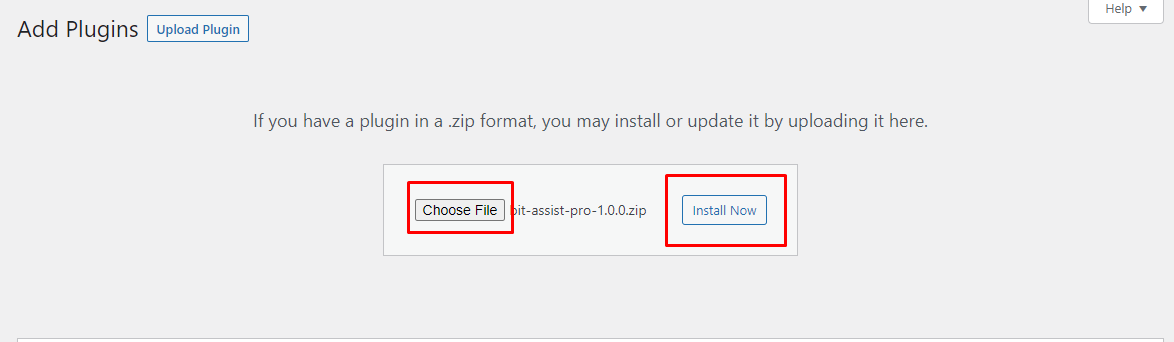 Help ▼
Add Plugins Upload Plugin
If you have a plugin in a .zip format, you may install or update it by uploading it here.
Choose File bit-assist-pro-1.0.0.zip Install Now